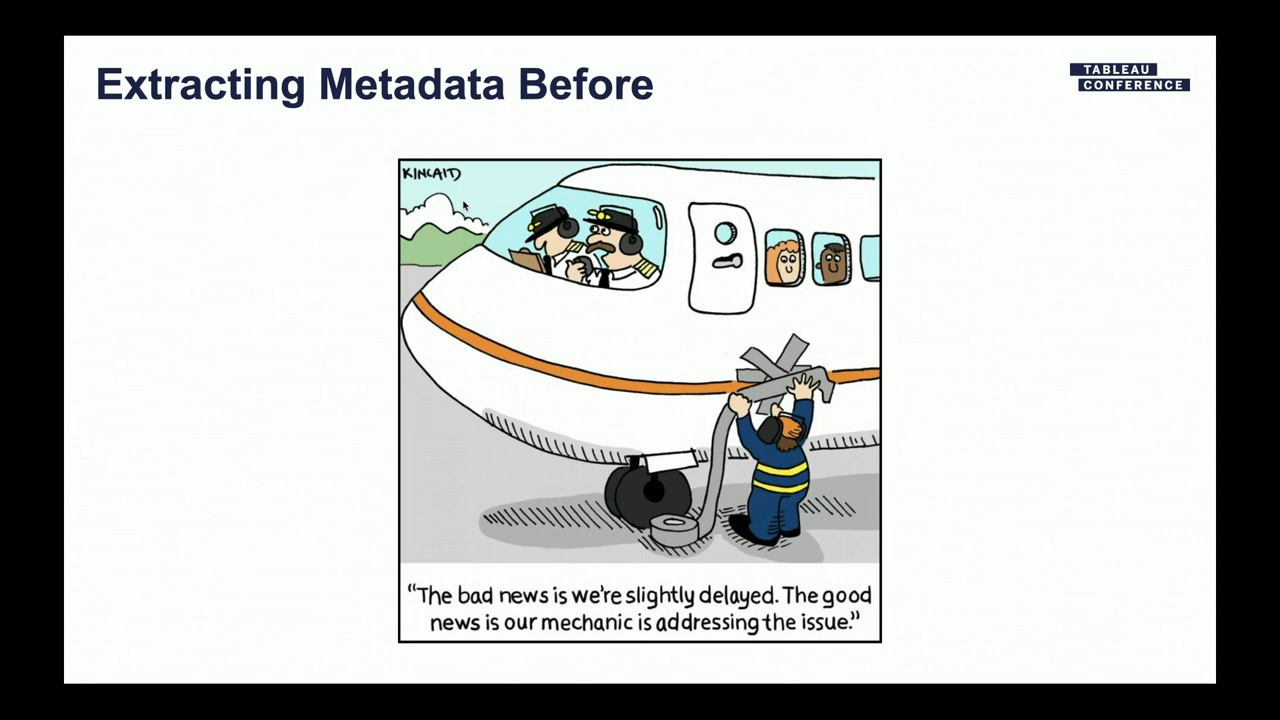 Extracting Metadata Before
TABLEAU
CONFERENCE
KINCAID
“The bad news is we're slightly delayed. The good
news is our mechanic is addressing the issue.”